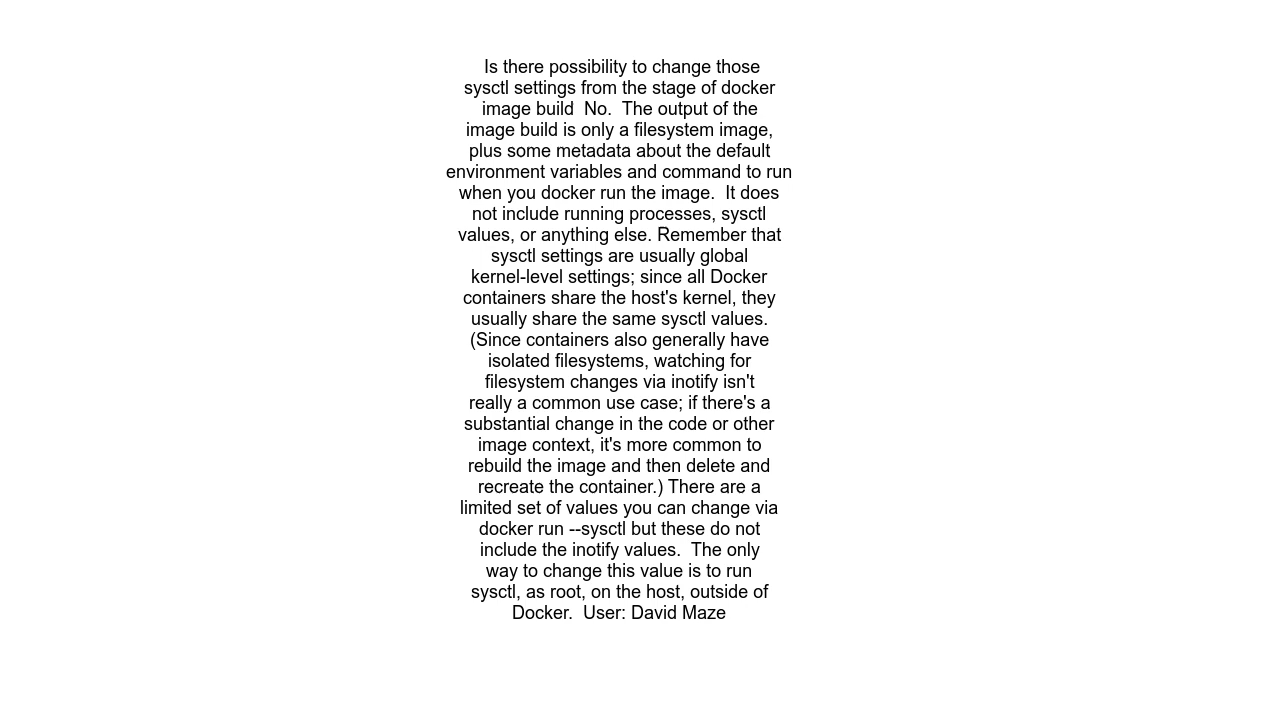 Is there possibility to change those
sysctl settings from the stage of docker
image build  No.  The output of the
image build is only a filesystem image,
plus some metadata about the default
environment variables and command to run
when you docker run the image.  It does
not include running processes, sysctl
values, or anything else. Remember that
sysctl settings are usually global
kernel-level settings; since all Docker
containers share the host's kernel, they
usually share the same sysctl values.
(Since containers also generally have
isolated filesystems, watching for
filesystem changes via inotify isn't
really a common use case; if there's a
substantial change in the code or other
image context, it's more common to
rebuild the image and then delete and
recreate the container.) There are a
limited set of values you can change via
docker run --sysctl but these do not
include the inotify values.  The only
way to change this value is to run
sysctl, as root, on the host, outside of
Docker.  User: David Maze